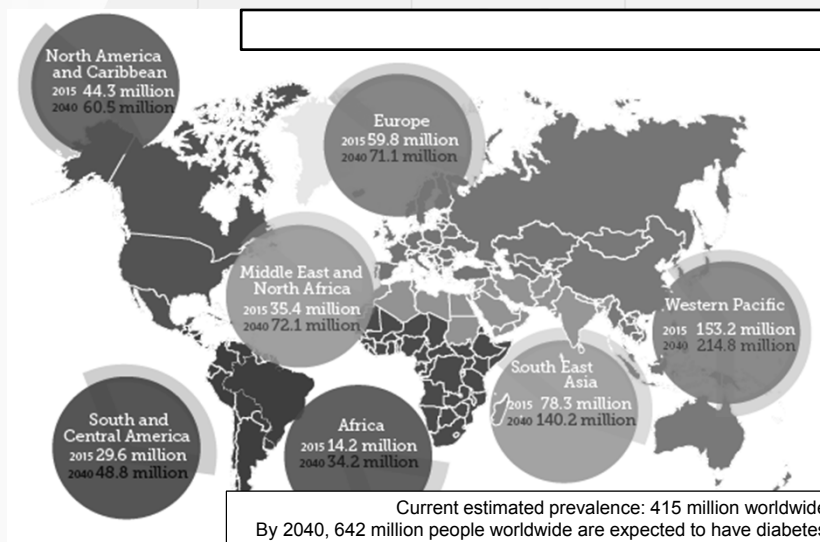 North America
and Caribbean
2015 44.3 million
2040 60.5 million
Europe
2015 59.8 million
2040 71.1 million
Middle East and
North Africa
2015 35.4 million
2040 72.1 million
Western Pacific
2015 153.2 million
2040 214.8 million
South East
Asia
2015 78.3 million
2040 140.2 million
South and
Central America
2015 29.6 million
2040 48.8 million
Africa
2015 14.2 million
2040 34.2 million
Current estimated prevalence: 415 million worldwide
By 2040, 642 million people worldwide are expected to have diabetes